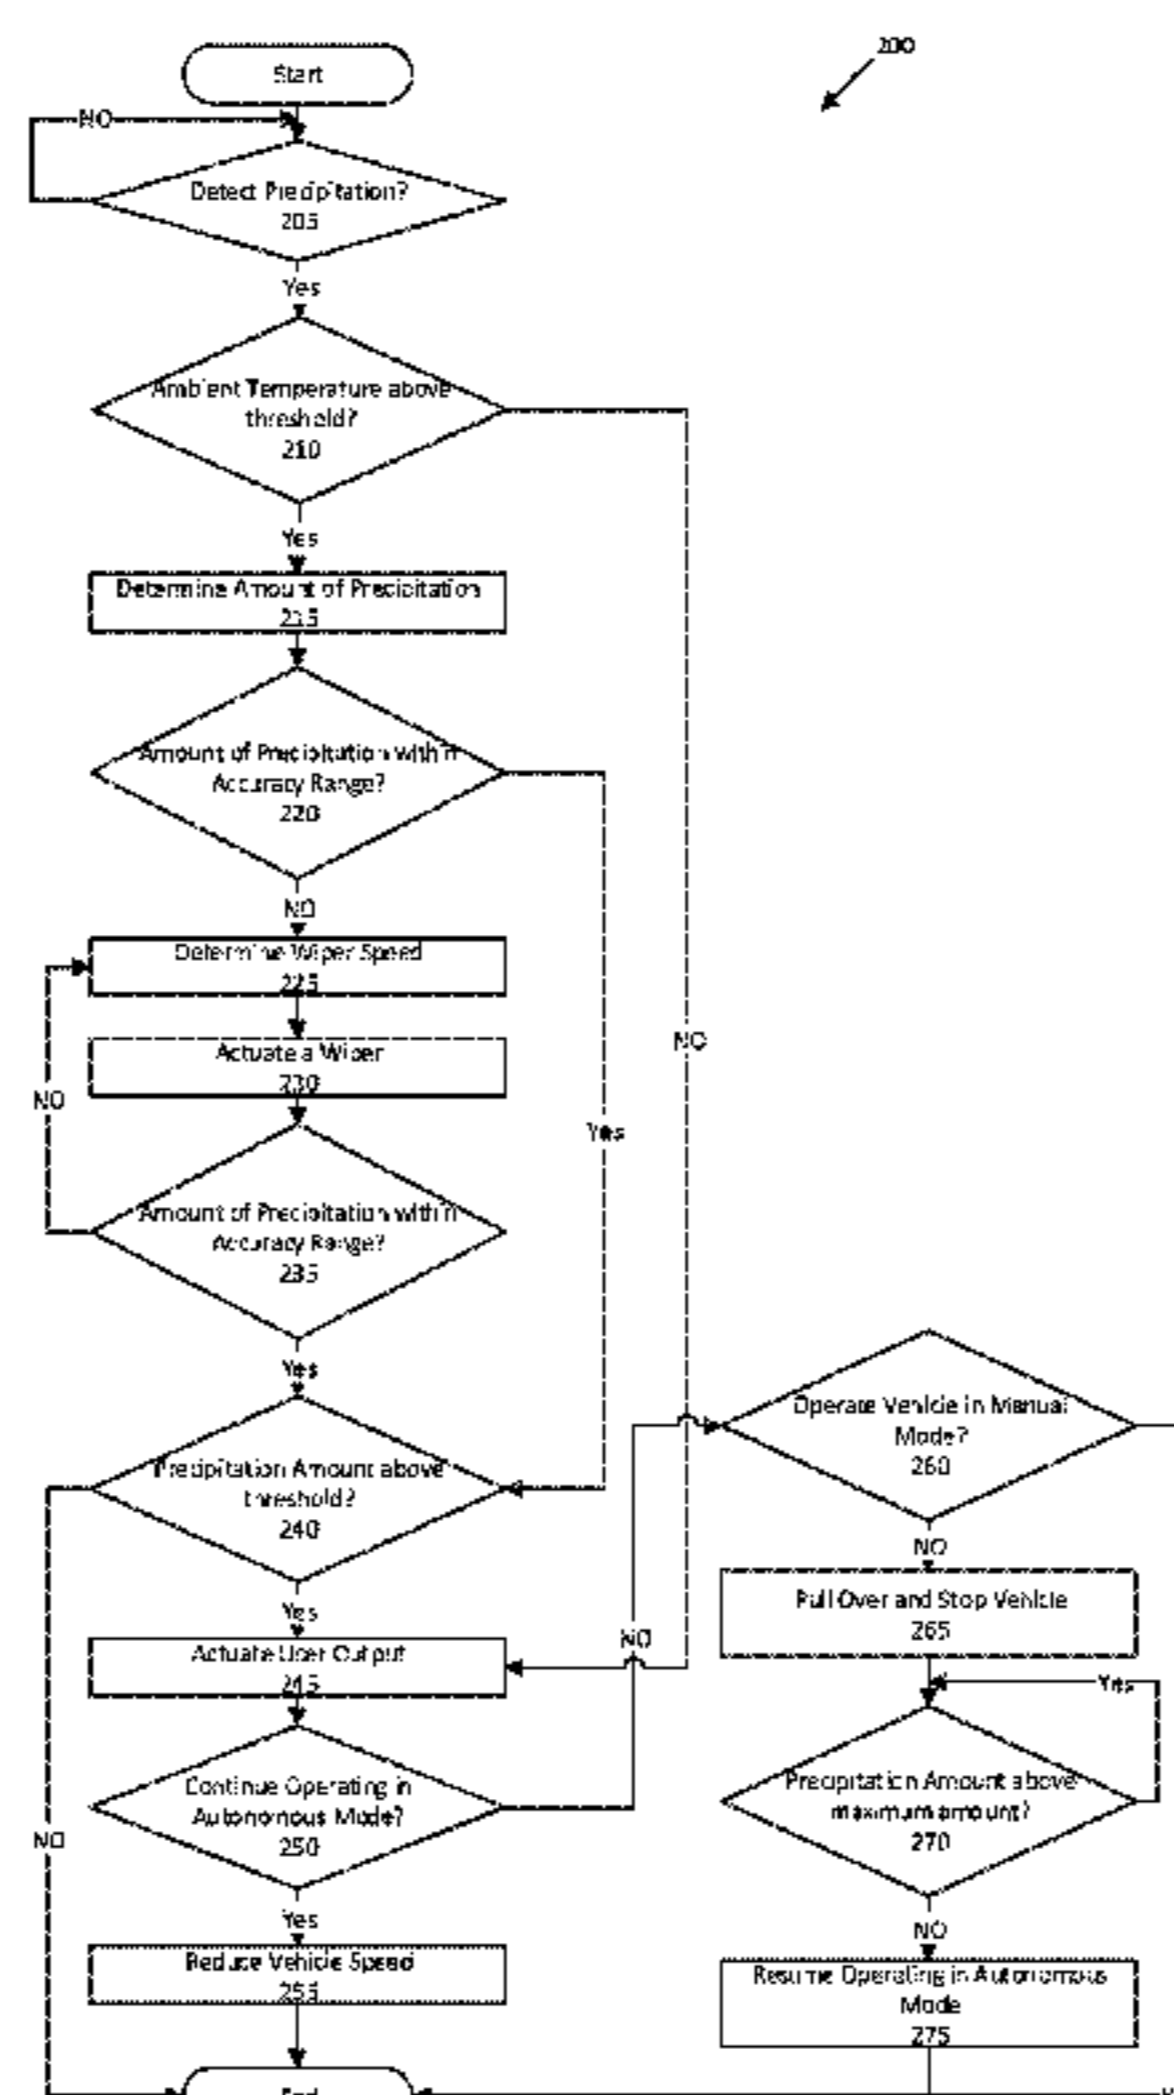 200
Start
NO
Detect Precipitation?
205
Yes
Ambient Temperature above
threshold?
210
Yes
Determine Amount of Precipitation
215
Amount of Precipitation within
Accuracy Range?
220
NO
Determine Wiper Speed
225
NO
Actuate a Wiper
230
NO
Yes
Amount of Precipitation within
Accuracy Range?
235
Yes
Operate Vehicle in Manual
Mode?
260
Precipitation Amount above
threshold?
240
NO
Pull Over and Stop Vehicle
265
Yes
NO
Actuate User Output
245
Yes
Continue Operating in
Autonomous Mode?
250
Precipitation Amount above
maximum amount?
270
NO
Yes
NO
Reduce Vehicle Speed
255
Resume Operating in Autonomous
Mode
275
End